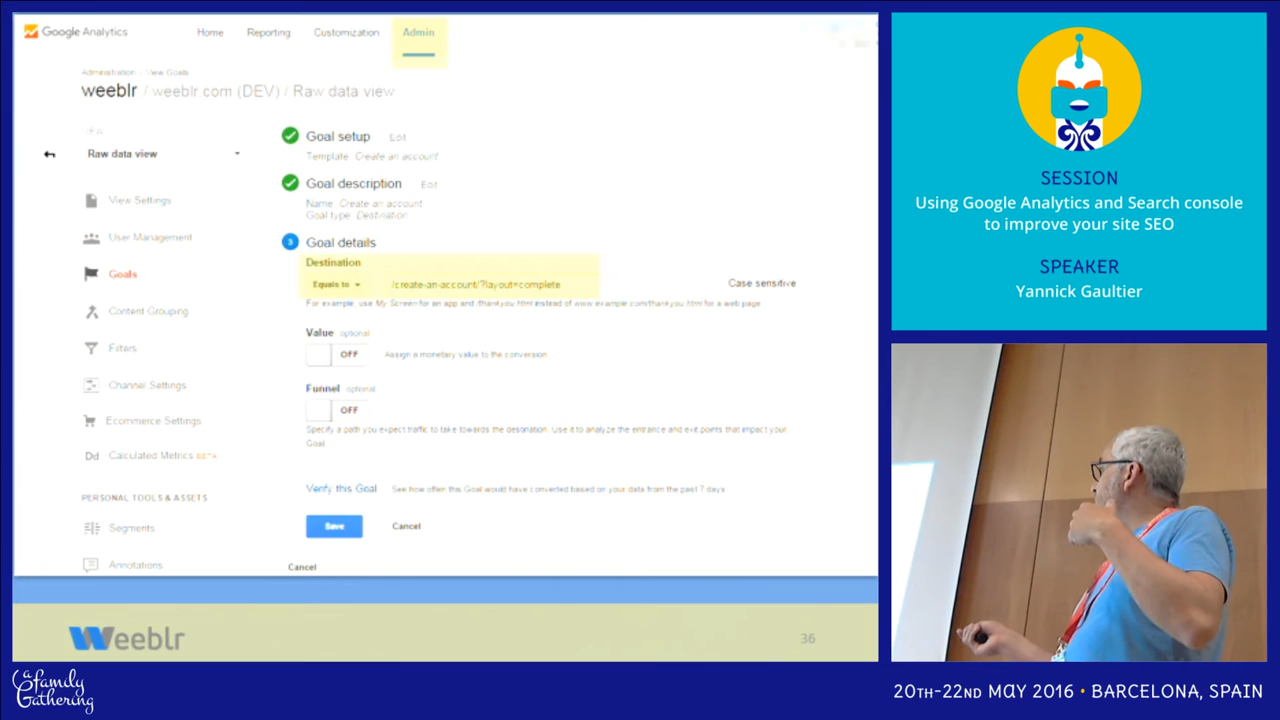 Google Analytics
Home Reporting Customization Admin
Administration View Goals
weeblr / weeblr.com (DEV) / Raw data view
Raw data view
View Settings
User Management
Goals
Content Grouping
Filters
Channel Settings
Ecommerce Settings
Dd Calculated Metrics BETA
PERSONAL TOOLS & ASSETS
Segments
Annotations
Goal setup Edit
Template Create an account
Goal description Edit
Name Create an account
Goal type Destination
3 Goal details
Destination
Equals to /create-an-account/?layout=complete Case sensitive
For example, use My Screen for an app and /thankyou.html instead of www.example.com/thankyou.html for a web page.
Value optional
OFF Assign a monetary value to the conversion
Funnel optional
OFF
Specify a path you expect traffic to take towards the destination. Use it to analyze the entrance and exit points that impact your
Goal
Verify this Goal See how often this Goal would have converted based on your data from the past 7 days
Save Cancel
Cancel
Weeblr
36
SESSION
Using Google Analytics and Search console
to improve your site SEO
SPEAKER
Yannick Gaultier
a family
Gathering
20TH-22ND MAY 2016 • BARCELONA, SPAIN